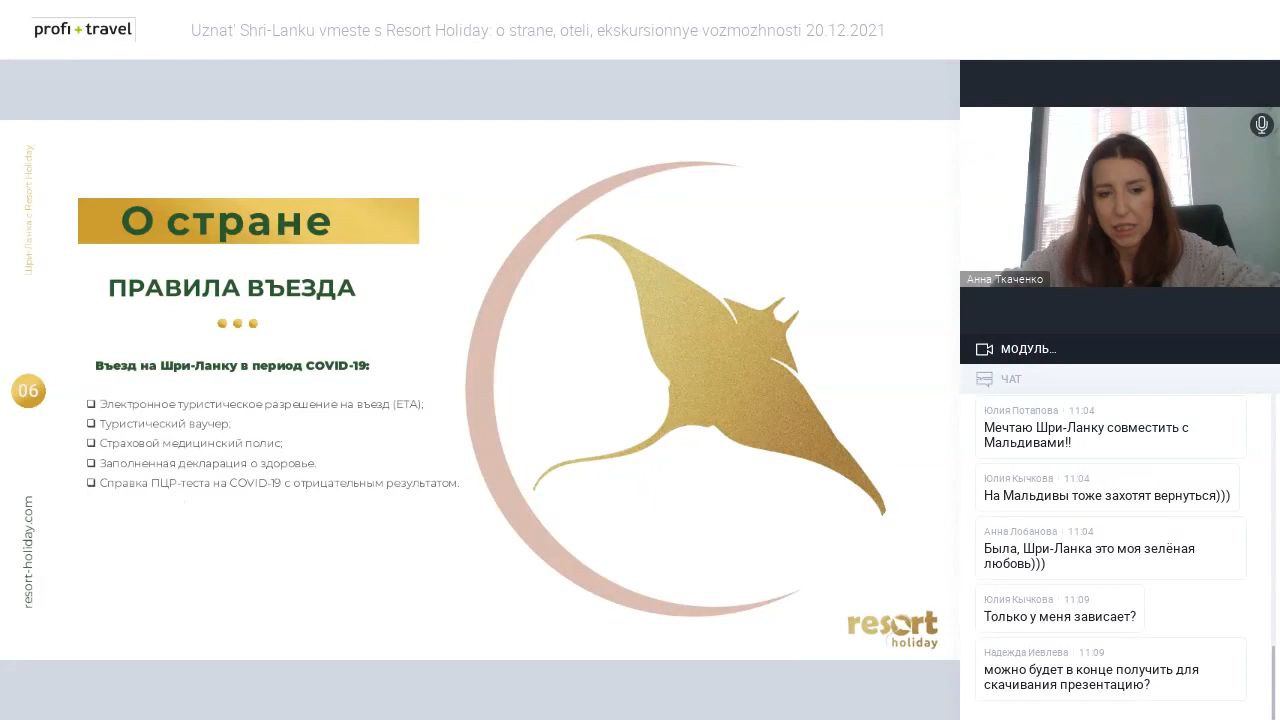 profi + travel
Uznat' Shri-Lanku vmeste s Resort Holiday: o strane, oteli, ekskursionnye vozmozhnosti 20.12.2021
Шри-Ланка с Resort Holiday
О стране
ПРАВИЛА ВЪЕЗДА
Въезд на Шри-Ланку в период COVID-19:
06
Электронное туристическое разрешение на въезд (ETA);
Туристический ваучер;
Страховой медицинский полис;
Заполненная декларация о здоровье.
Справка ПЦР-теста на COVID-19 с отрицательным результатом.
resort-holiday.com
resort
holiday
Анна Ткаченко
МОДУЛЬ...
ЧАТ
Юлия Потапова 11:04
Мечтаю Шри-Ланку совместить с
Мальдивами!!
Юлия Кычкова 11:04
На Мальдивы тоже захотят вернуться)))
Анна Лобанова 11:04
Была, Шри-Ланка это моя зелёная
любовь)))
Юлия Кычкова 11:09
Только у меня зависает?
Надежда Иевлева 11:09
можно будет в конце получить для
скачивания презентацию?